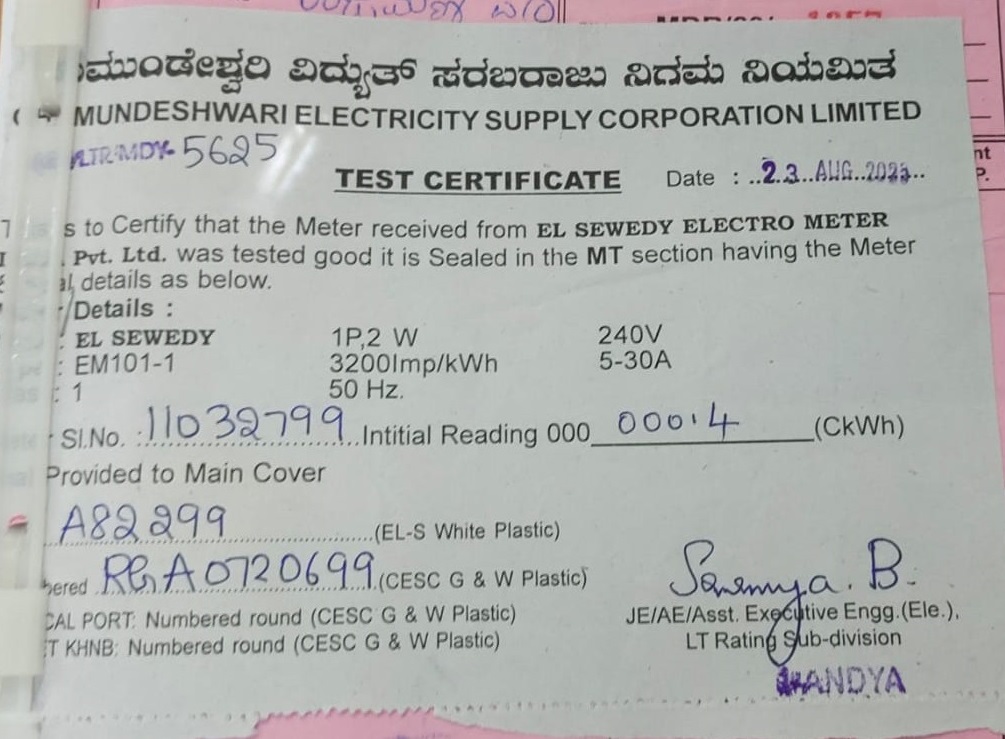 ಮುಂಡೇಶ್ವರಿ ವಿದ್ಯುತ್ ಸರಬರಾಜು ನಿಗಮ ನಿಯಮಿತ
MUNDESHWARI ELECTRICITY SUPPLY CORPORATION LIMITED
LTR-MDY- 5625
TEST CERTIFICATE Date : ..23..AUG..2023..
s to Certify that the Meter received from EL SEWEDY ELECTRO METER
. Pvt. Ltd. was tested good it is Sealed in the MT section having the Meter
al details as below.
Details :
: EL SEWEDY 1P,2 W 240V
: EM101-1 3200Imp/kWh 5-30A
: 1 50 Hz.
Sl.No. : 11032799 Intitial Reading 000 0000.4 (CkWh)
Provided to Main Cover
A82299 (EL-S White Plastic)
bered RGA0720699 (CESC G & W Plastic)
CAL PORT: Numbered round (CESC G & W Plastic)
T KHNB: Numbered round (CESC G & W Plastic)
B.
JE/AE/Asst. Executive Engg.(Ele.),
LT Rating Sub-division
MANDYA